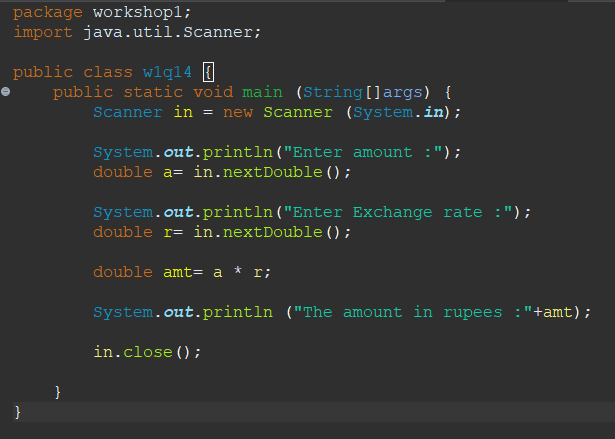 package workshop1;
import java.util.Scanner;
public class w1q14 {
public static void main (String[]args) {
Scanner in = new Scanner (System.in);
System.out.println("Enter amount :");
double a= in.nextDouble();
System.out.println("Enter Exchange rate :");
double r= in.nextDouble();
double amt= a * r;
System.out.println ("The amount in rupees :"+amt);
in.close();
}
}